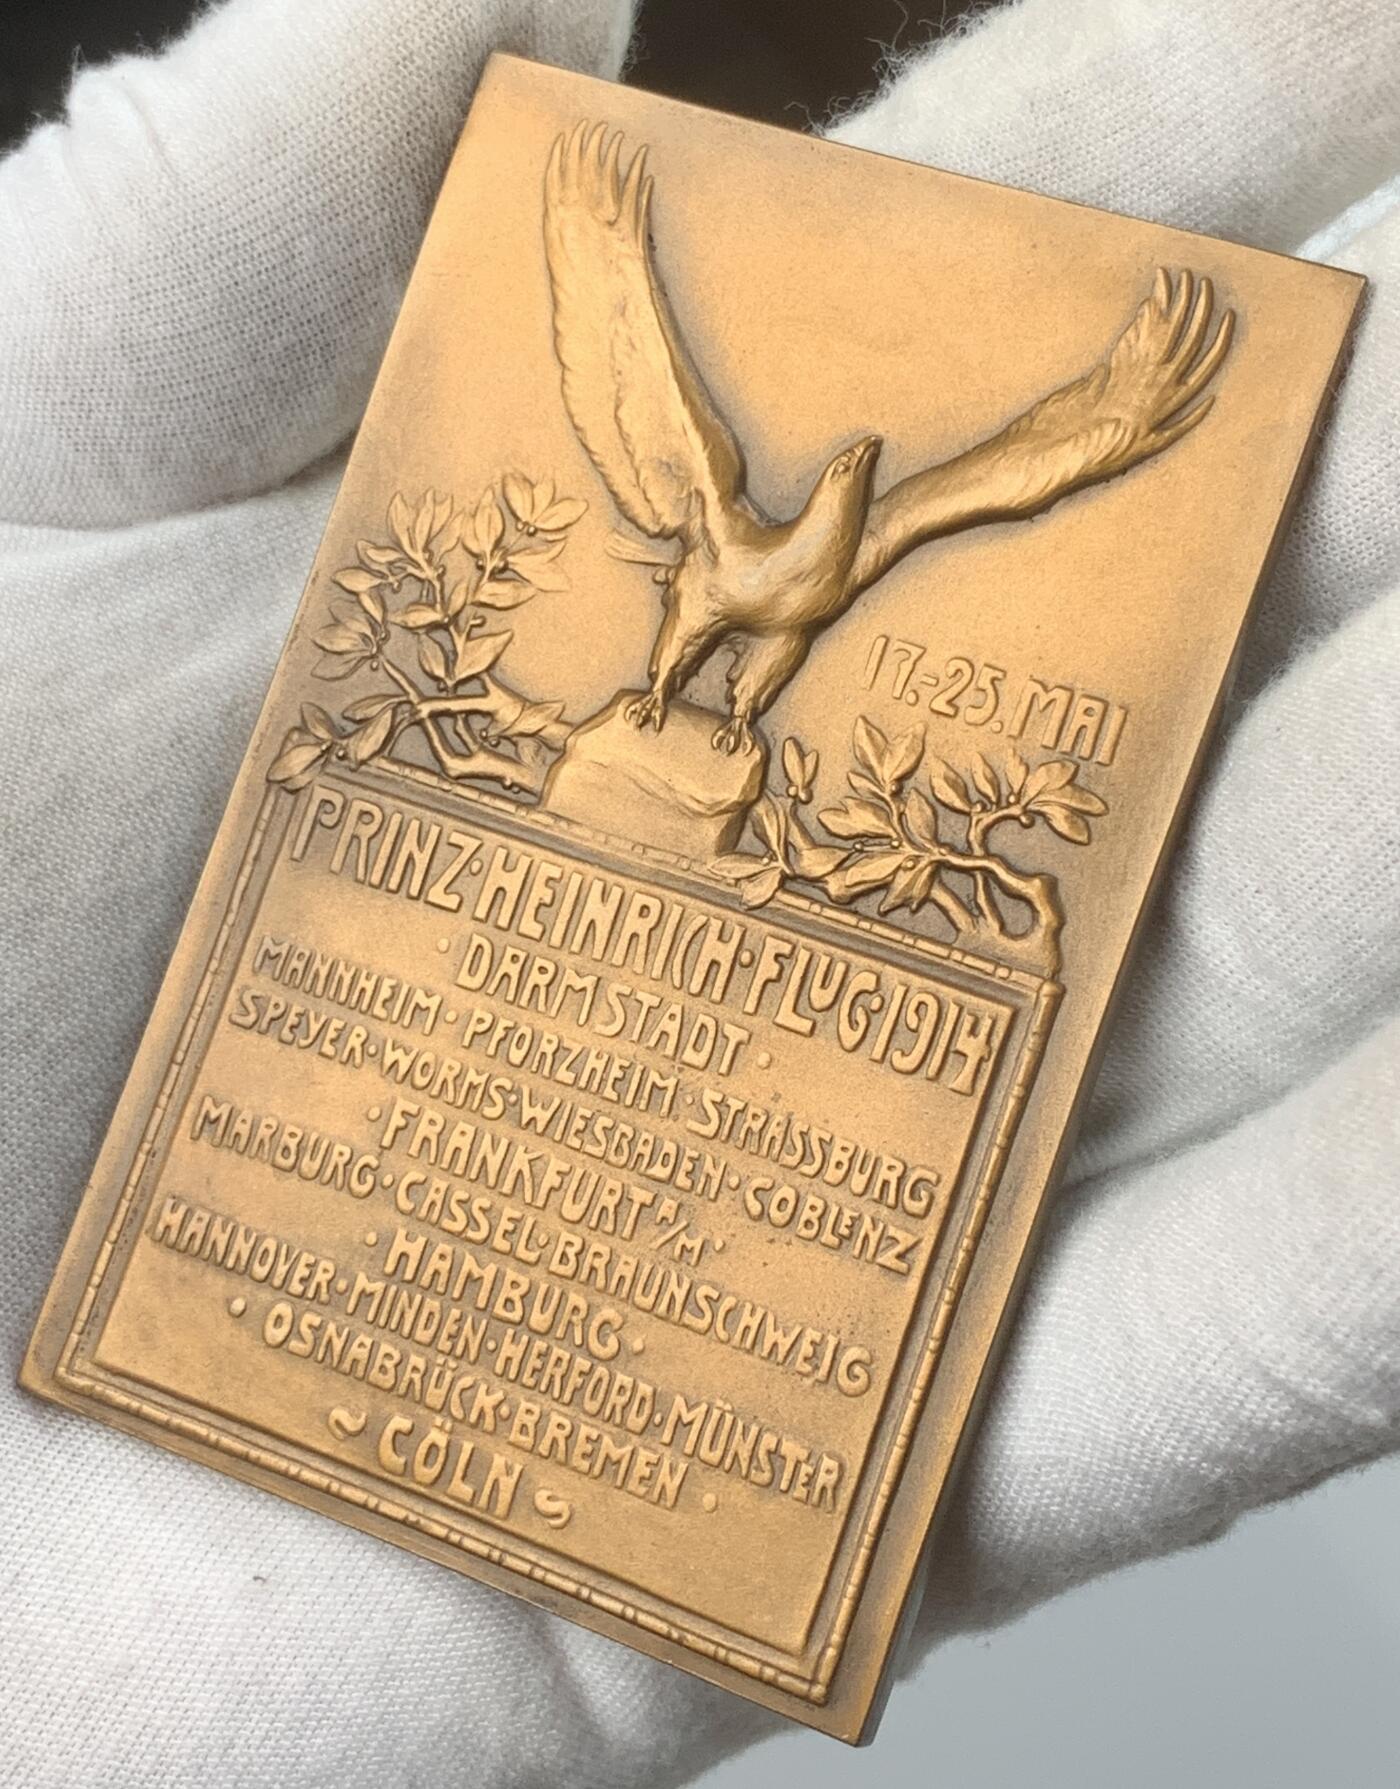 17.-25. MAI
PRINZ·HEINRICH·FLUG·1914
·DARMSTADT·
MANNHEIM·PFORZHEIM·STRASSBURG
SPEYER·WORMS·WIESBADEN·COBLENZ
·FRANKFURT A/M·
MARBURG·CASSEL·BRAUNSCHWEIG
·HAMBURG·
HANNOVER·MINDEN·HERFORD·MÜNSTER
·OSNABRÜCK·BREMEN·
~CÖLN~